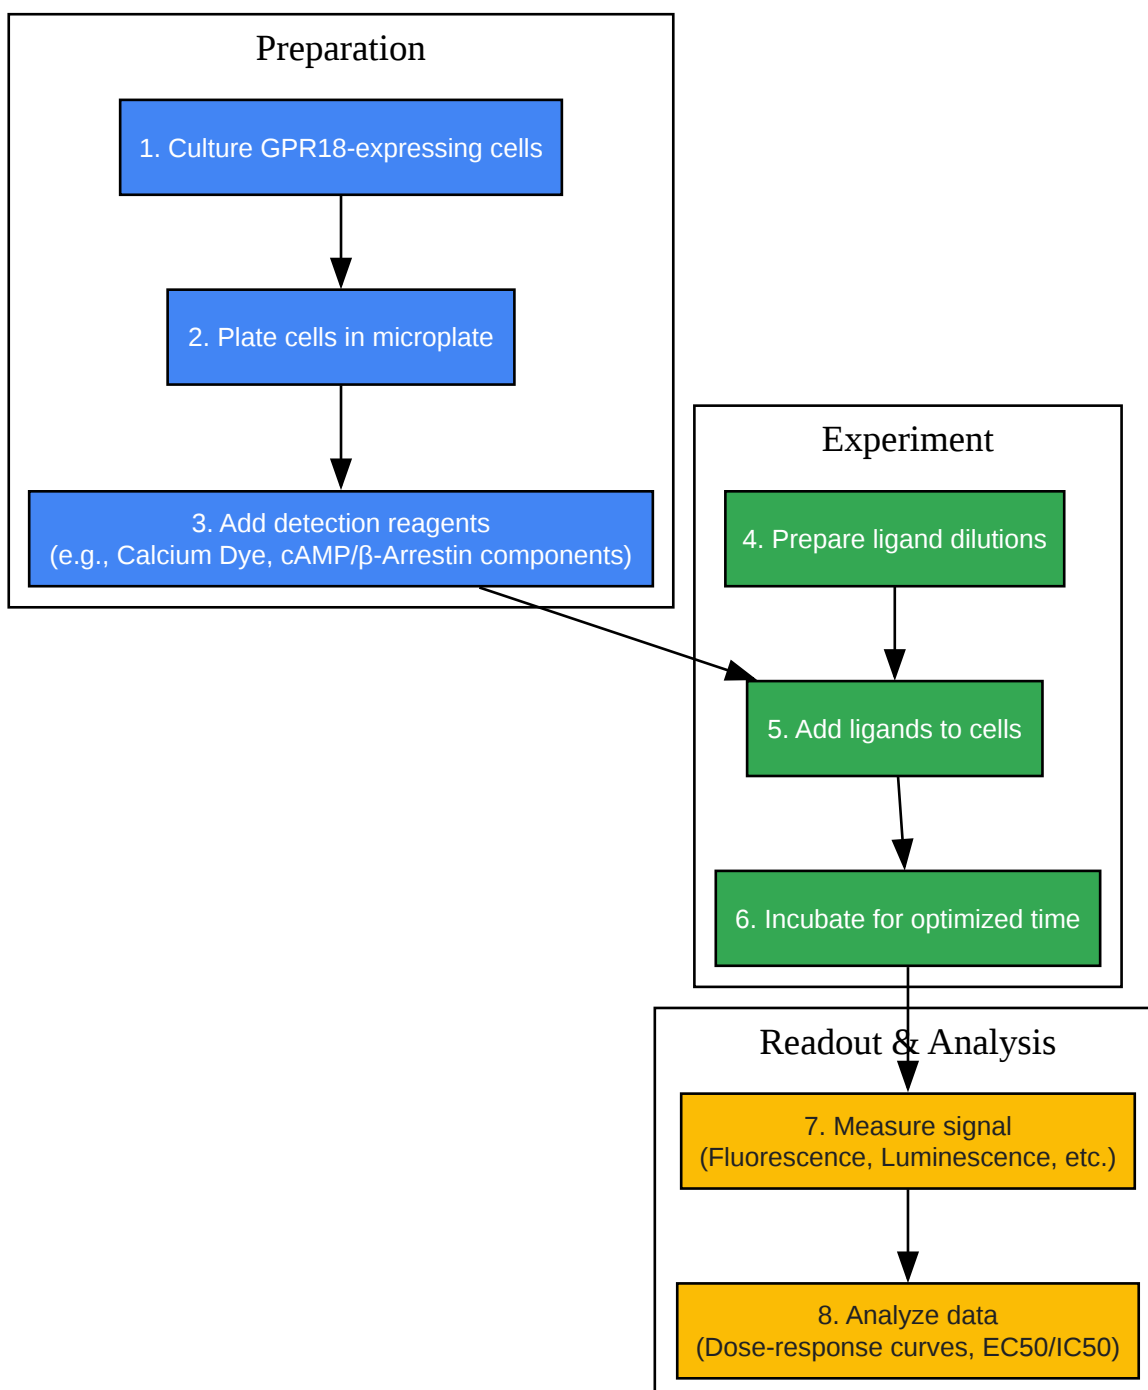 Preparation
1. Culture GPR18-expressing cells
2. Plate cells in microplate
3. Add detection reagents
(e.g., Calcium Dye, cAMP/β-Arrestin components)
Experiment
4. Prepare ligand dilutions
5. Add ligands to cells
6. Incubate for optimized time
Readout & Analysis
7. Measure signal
(Fluorescence, Luminescence, etc.)
8. Analyze data
(Dose-response curves, EC50/IC50)